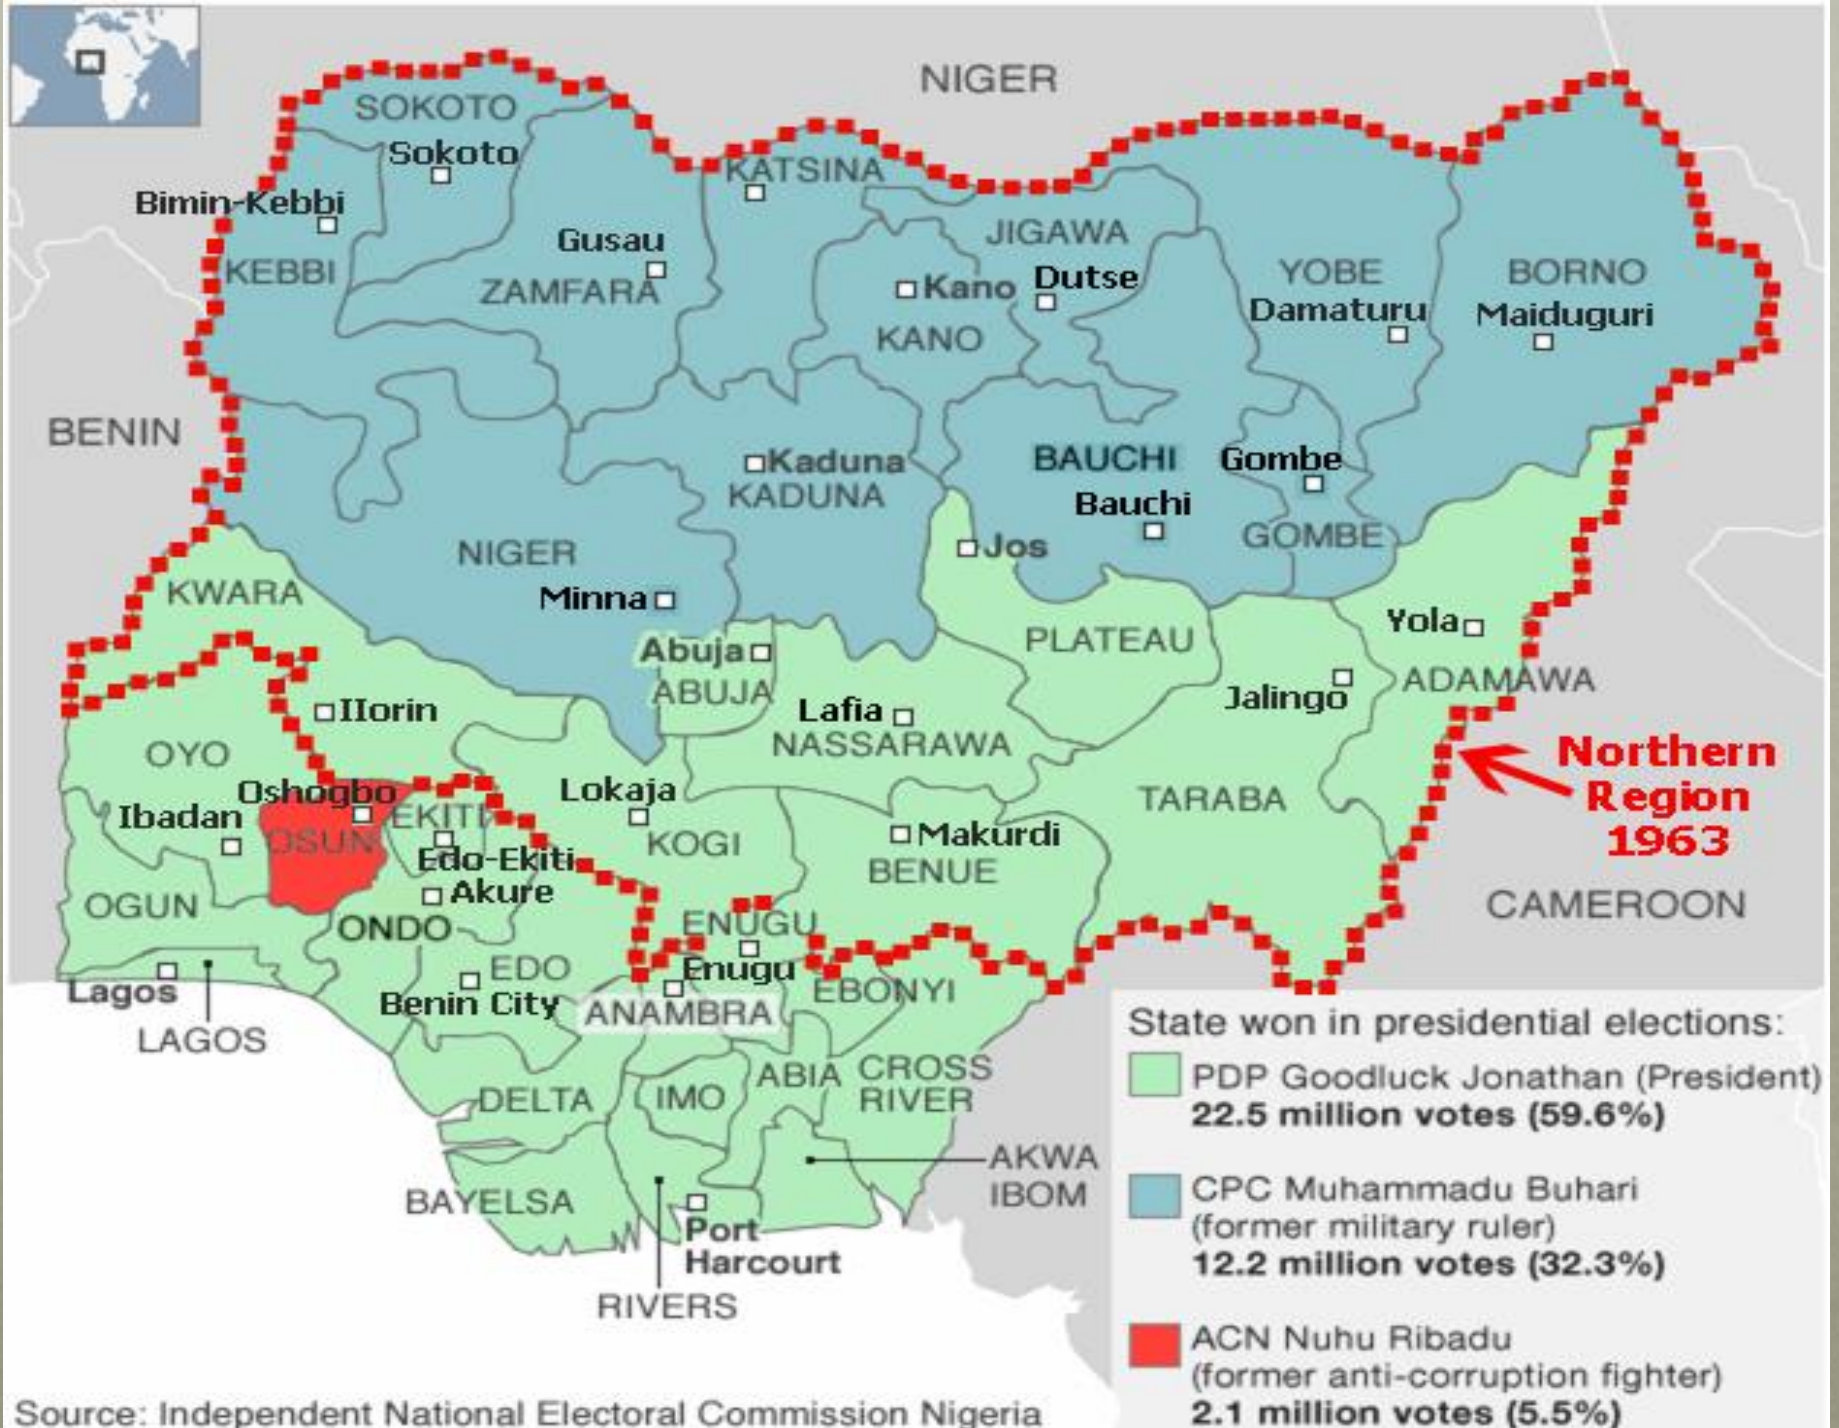 NIGER
SOKOTO
Sokoto
KATSINA
Bimin-Kebbi
KEBBI
Gusau
ZAMFARA
JIGAWA
Kano
Dutse
KANO
YOBE
Damaturu
BORNO
Maiduguri
BENIN
Kaduna
KADUNA
BAUCHI
Gombe
Bauchi
GOMBE
NIGER
Minna
Jos
KWARA
Abuja
ABUJA
PLATEAU
Yola
ADAMAWA
Jalingo
IIorin
Lafia
NASSARAWA
OYO
Oshogbo
Ibadan
OSUN
EKITI
Edo-Ekiti
Akure
Lokaja
KOGI
Makurdi
BENUE
TARABA
Northern
Region
1963
CAMEROON
OGUN
ONDO
ENUGU
Enugu
EDO
Benin City
ANAMBRA
EBONYI
Lagos
LAGOS
DELTA
IMO
ABIA
CROSS
RIVER
AKWA
IBOM
BAYELSA
Port
Harcourt
RIVERS
State won in presidential elections:
PDP Goodluck Jonathan (President)
22.5 million votes (59.6%)
CPC Muhammadu Buhari
(former military ruler)
12.2 million votes (32.3%)
ACN Nuhu Ribadu
(former anti-corruption fighter)
2.1 million votes (5.5%)
Source: Independent National Electoral Commission Nigeria